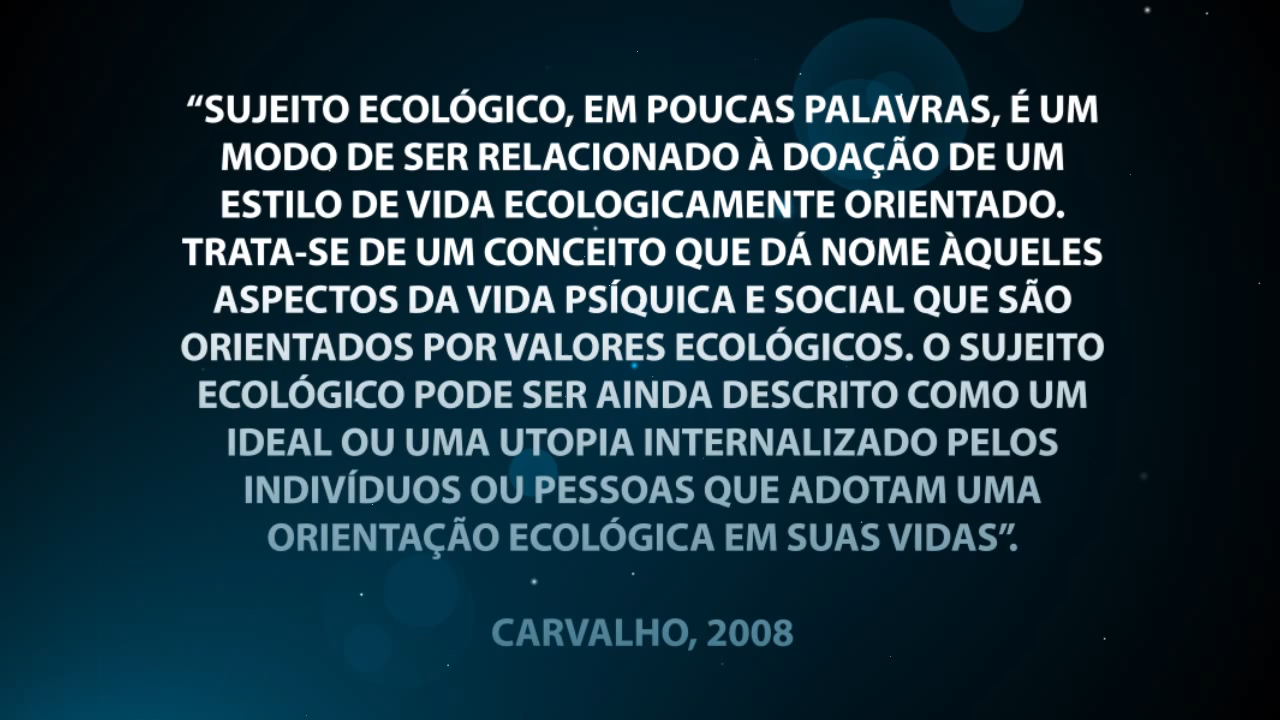 “SUJEITO ECOLÓGICO, EM POUCAS PALAVRAS, É UM
MODO DE SER RELACIONADO À DOAÇÃO DE UM
ESTILO DE VIDA ECOLOGICAMENTE ORIENTADO.
TRATA-SE DE UM CONCEITO QUE DÁ NOME ÀQUELES
ASPECTOS DA VIDA PSÍQUICA E SOCIAL QUE SÃO
ORIENTADOS POR VALORES ECOLÓGICOS. O SUJEITO
ECOLÓGICO PODE SER AINDA DESCRITO COMO UM
IDEAL OU UMA UTOPIA INTERNALIZADO PELOS
INDIVÍDUOS OU PESSOAS QUE ADOTAM UMA
ORIENTAÇÃO ECOLÓGICA EM SUAS VIDAS”.
CARVALHO, 2008